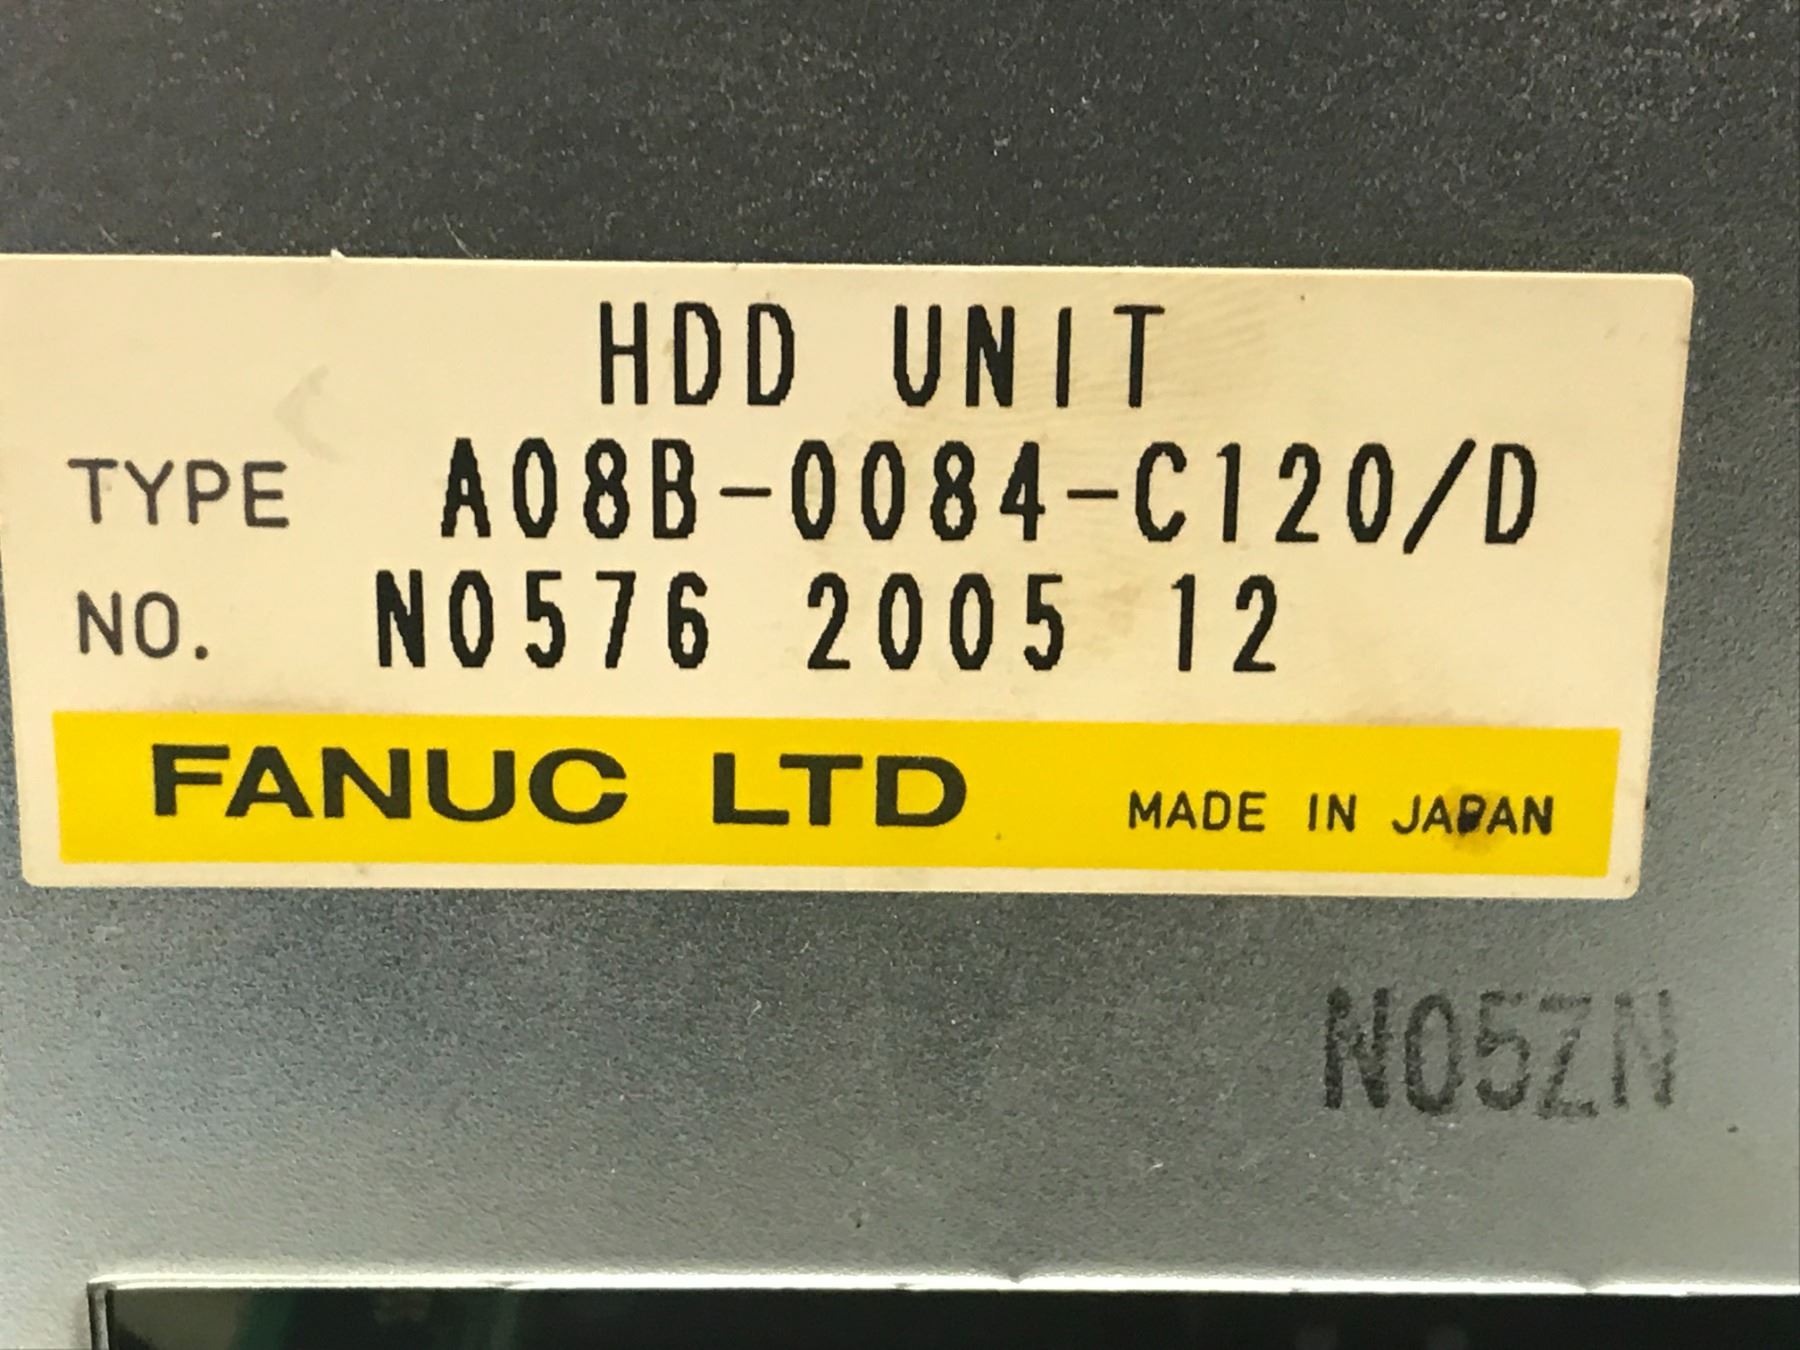 HDD UNIT
TYPE A08B-0084-C120/D
NO. N0576 2005 12
FANUC LTD MADE IN JAPAN
N05ZN